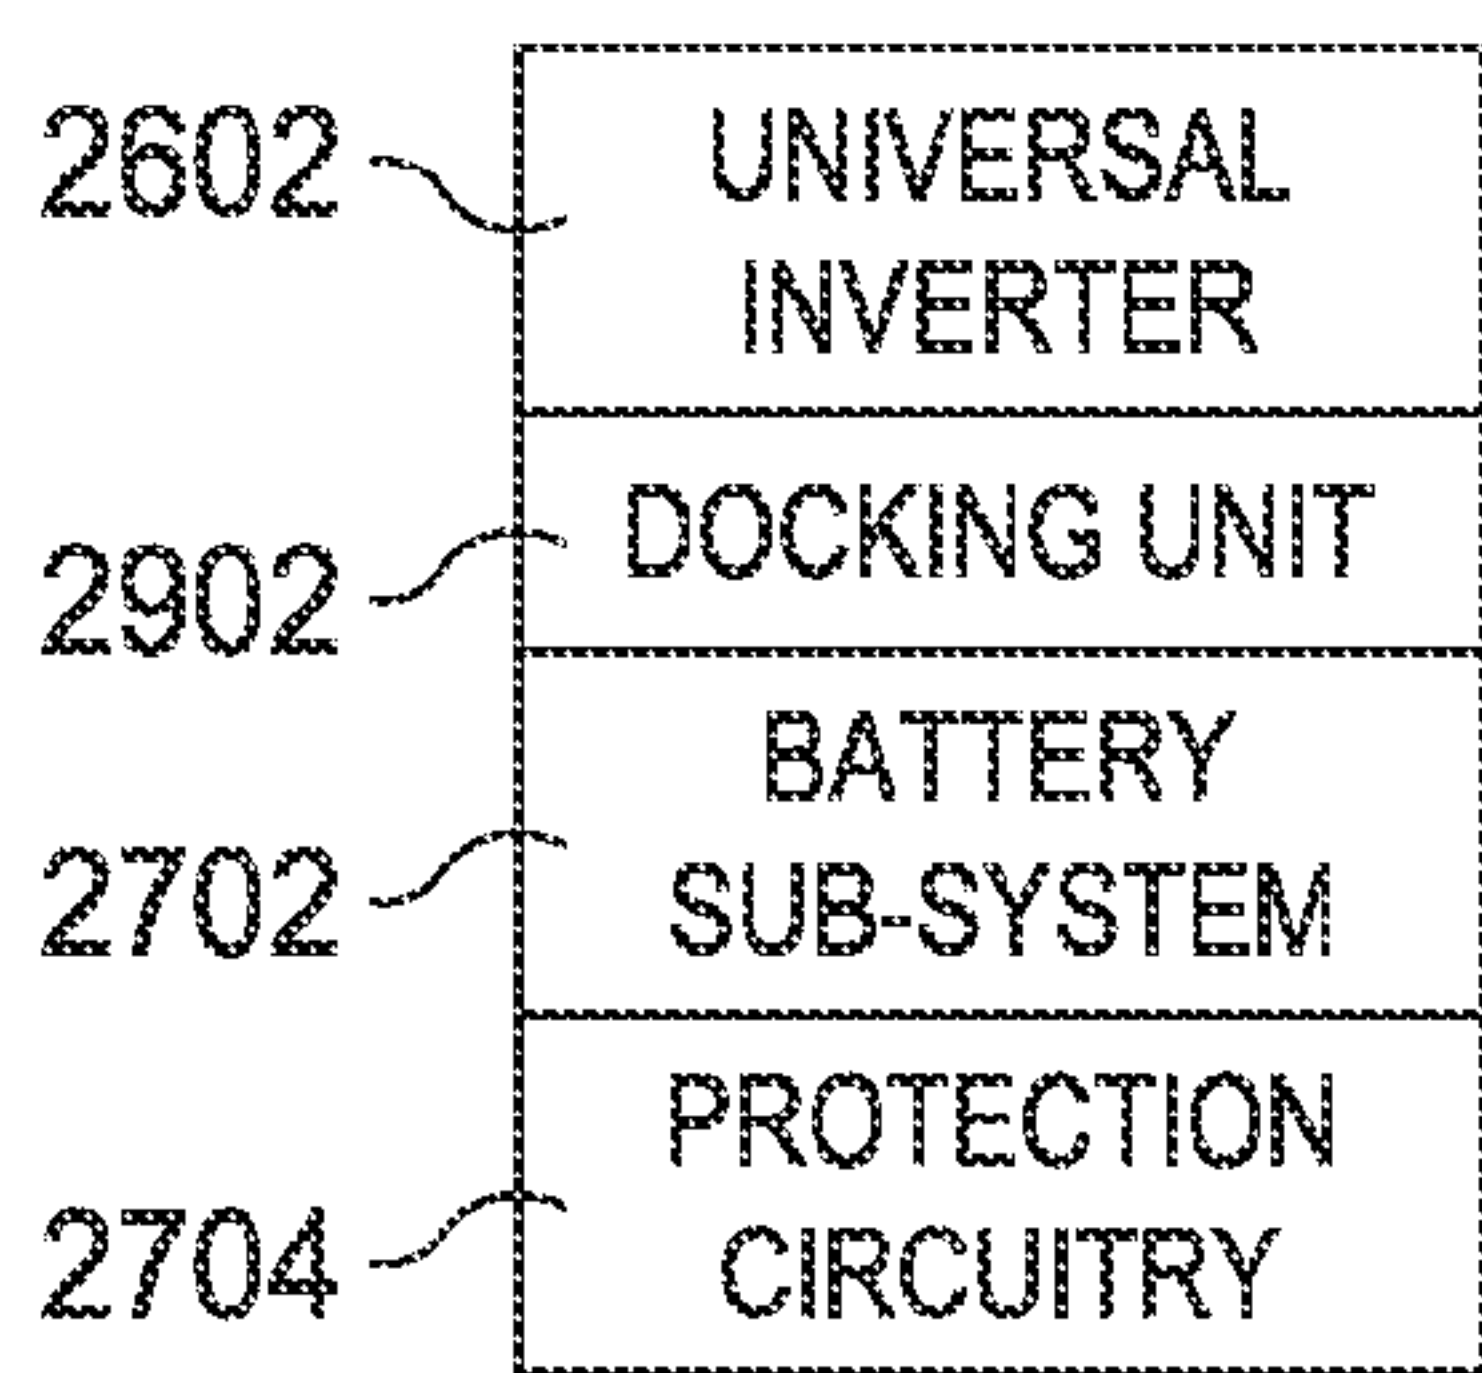 2602
UNIVERSAL
INVERTER
2902
DOCKING UNIT
2702
BATTERY
SUB-SYSTEM
2704
PROTECTION
CIRCUITRY